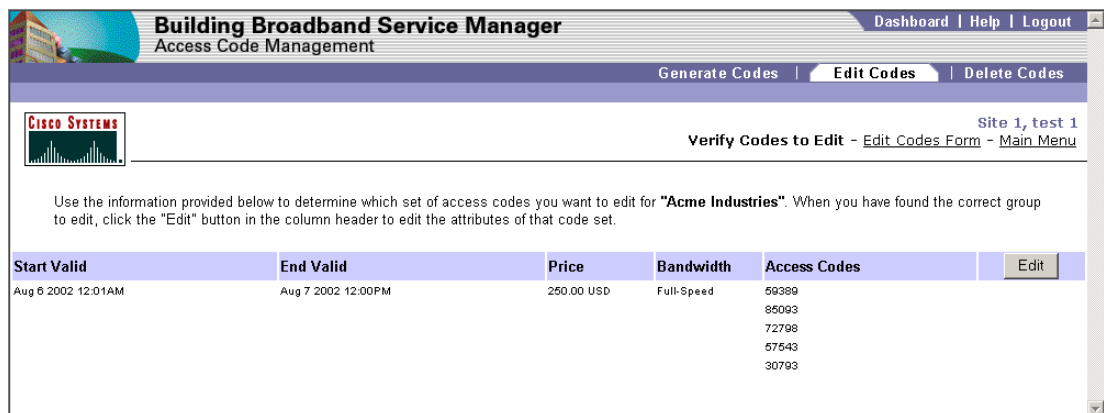 Building Broadband Service Manager
Dashboard | Help | Logout
Access Code Management
Generate Codes | Edit Codes | Delete Codes
CISCO SYSTEMS
Site 1, test 1
Verify Codes to Edit - Edit Codes Form - Main Menu
Use the information provided below to determine which set of access codes you want to edit for "Acme Industries". When you have found the correct group
to edit, click the "Edit" button in the column header to edit the attributes of that code set.
Start Valid End Valid Price Bandwidth Access Codes Edit
Aug 6 2002 12:01AM Aug 7 2002 12:00PM 250.00 USD Full-Speed 59389
85093
72798
57543
30793